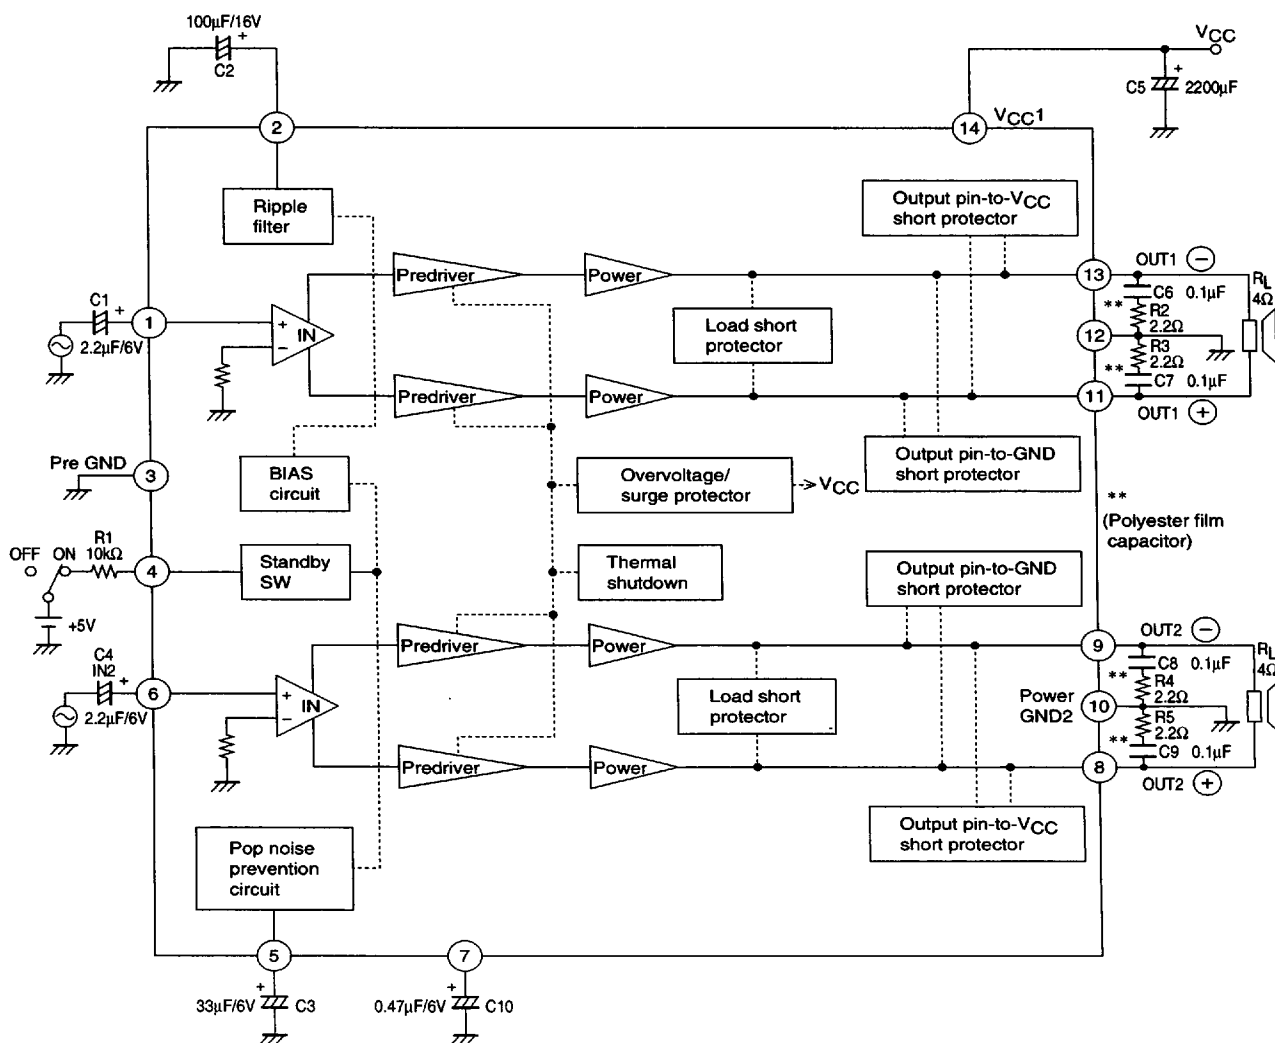 100µF/16V
+
C2
VCC
+
C5
2200µF
2
14
VCC1
Ripple
filter
Output pin-to-VCC
short protector
Predriver
Power
13
OUT1 −
C6 0.1µF
RL
4Ω
**
R2
2.2Ω
C1
+
1
2.2µF/6V
+
−
IN
Load short
protector
12
R3
2.2Ω
**
C7 0.1µF
Predriver
Power
11
OUT1 +
Pre GND
3
BIAS
circuit
Overvoltage/
surge protector
VCC
Output pin-to-GND
short protector
**
(Polyester film
capacitor)
OFF
ON
R1
10kΩ
4
Standby
SW
Thermal
shutdown
Output pin-to-GND
short protector
+5V
Predriver
Power
9
OUT2 −
C8 0.1µF
RL
4Ω
**
R4
2.2Ω
C4
IN2
+
6
2.2µF/6V
+
−
IN
Load short
protector
Power
GND2
10
R5
2.2Ω
**
C9 0.1µF
Predriver
Power
8
OUT2 +
Pop noise
prevention
circuit
Output pin-to-VCC
short protector
5
7
+
33µF/6V
C3
+
0.47µF/6V
C10